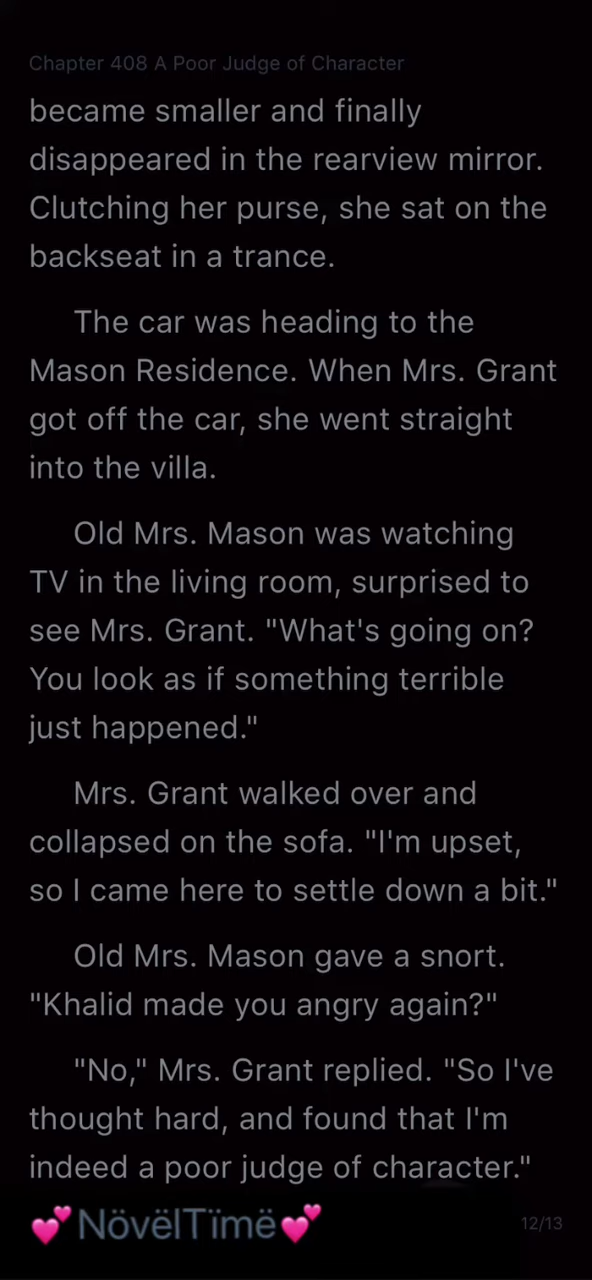 Chapter 408 A Poor Judge of Character
became smaller and finally
disappeared in the rearview mirror.
Clutching her purse, she sat on the
backseat in a trance.
The car was heading to the
Mason Residence. When Mrs. Grant
got off the car, she went straight
into the villa.
Old Mrs. Mason was watching
TV in the living room, surprised to
see Mrs. Grant. "What's going on?
You look as if something terrible
just happened."
Mrs. Grant walked over and
collapsed on the sofa. "I'm upset,
so I came here to settle down a bit."
Old Mrs. Mason gave a snort.
"Khalid made you angry again?"
"No," Mrs. Grant replied. "So I've
thought hard, and found that I'm
indeed a poor judge of character."
💕NövëlTïmë💕
12/13